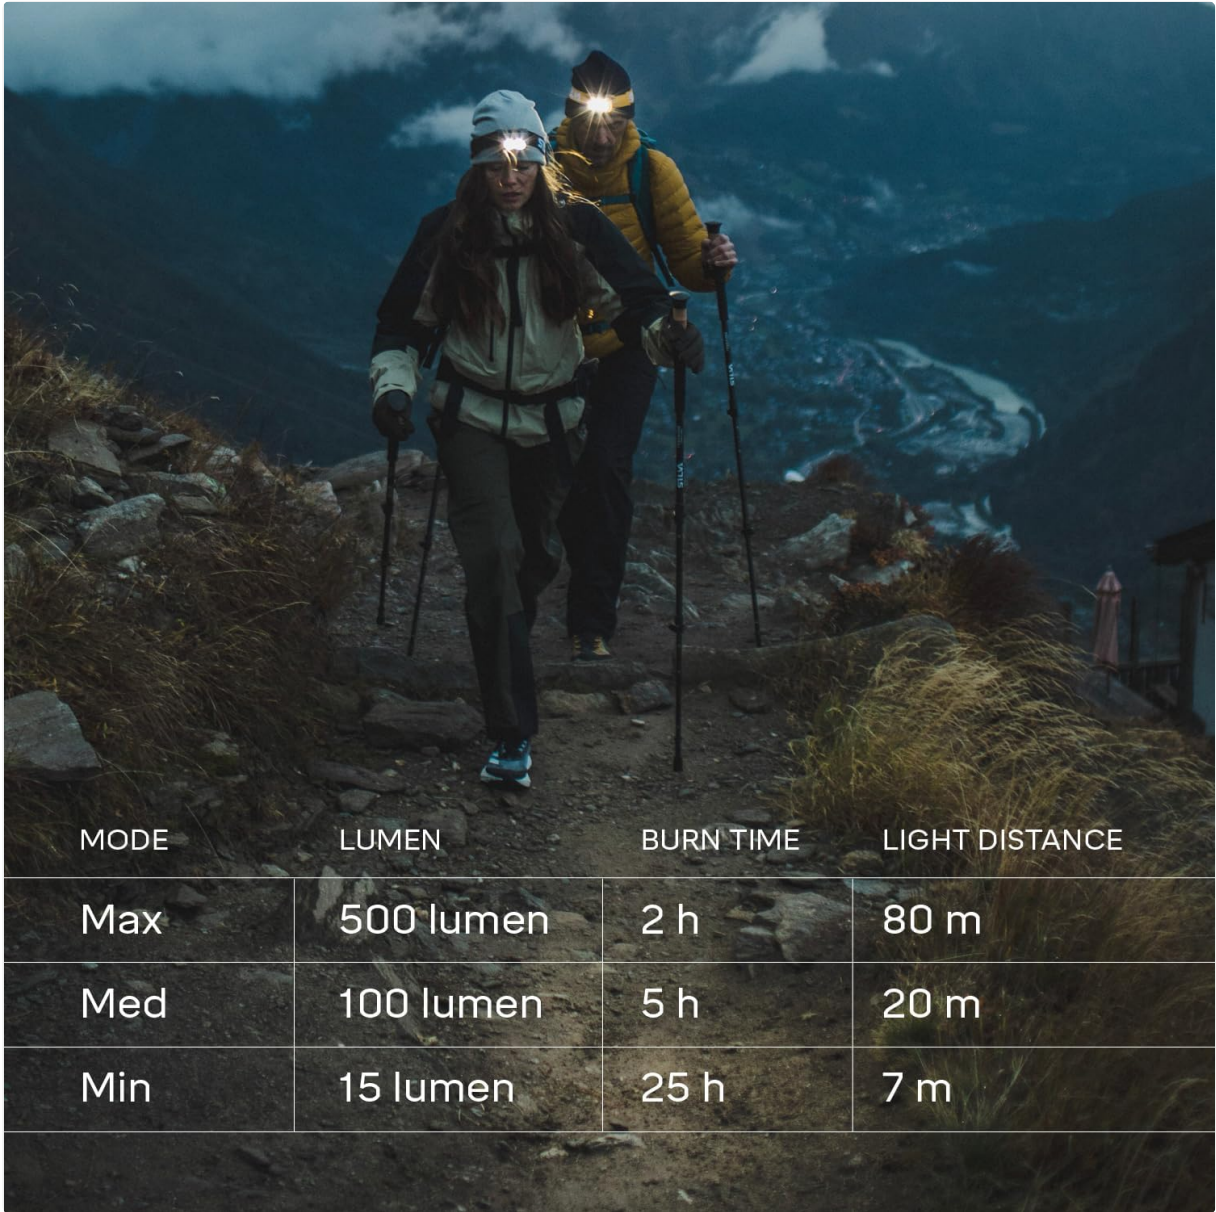 MODE LUMEN BURN TIME LIGHT DISTANCE
Max 500 lumen 2 h 80 m
Med 100 lumen 5 h 20 m
Min 15 lumen 25 h 7 m